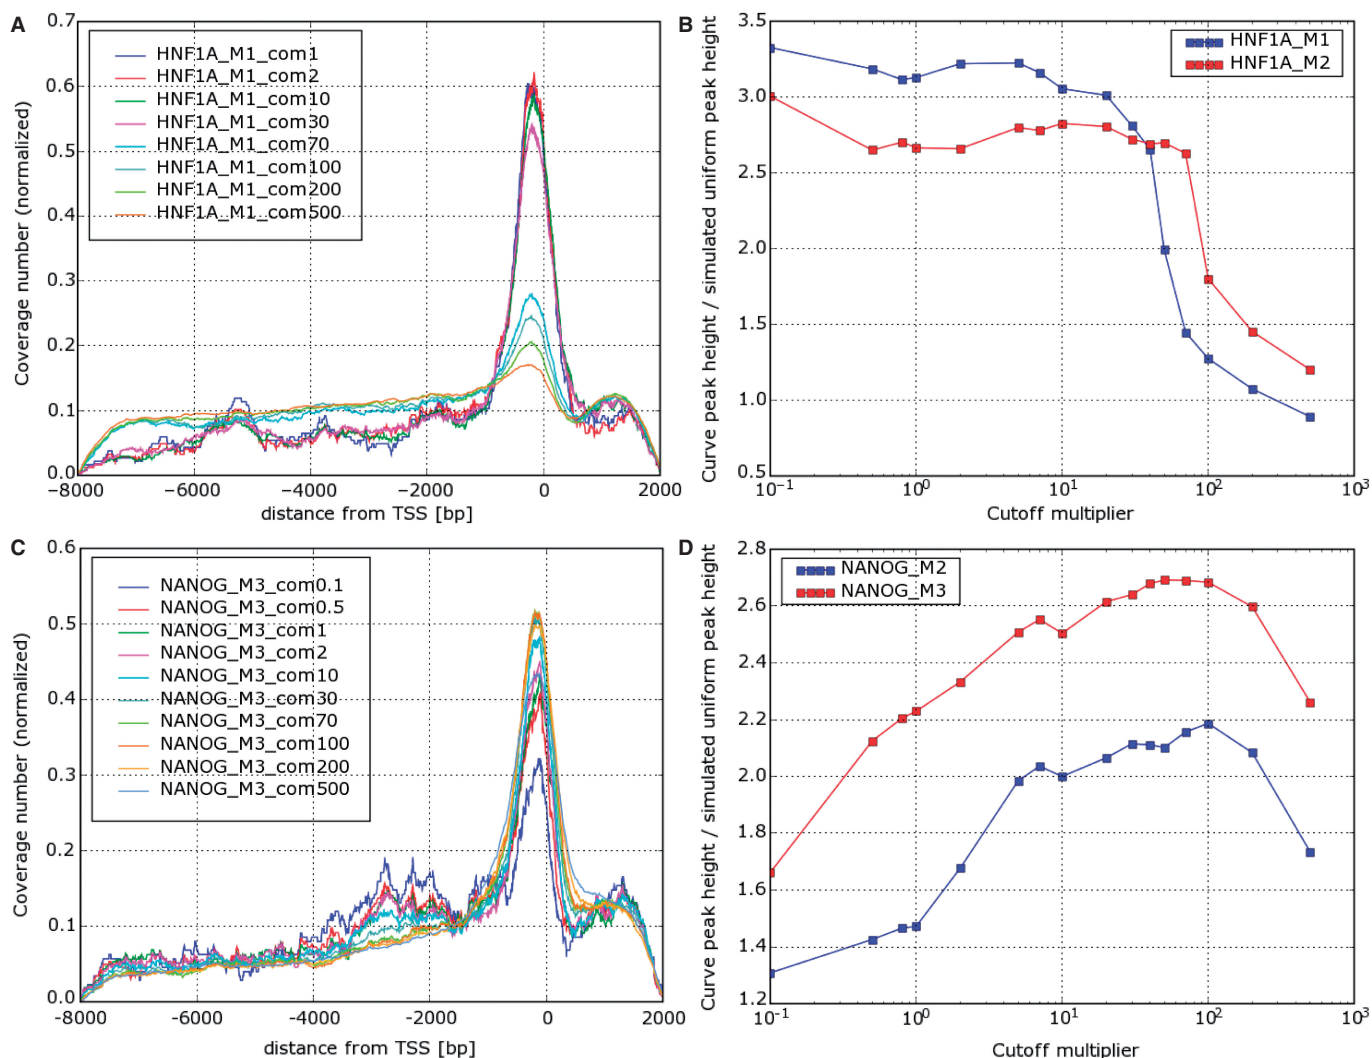 A
Coverage number (normalized)
0.7
0.6
0.5
0.4
0.3
0.2
0.1
0.0
HNF1A_M1_com1
HNF1A_M1_com2
HNF1A_M1_com10
HNF1A_M1_com30
HNF1A_M1_com70
HNF1A_M1_com100
HNF1A_M1_com200
HNF1A_M1_com500
−8000 −6000 −4000 −2000 0 2000
distance from TSS [bp]
B
Curve peak height / simulated uniform peak height
3.5
3.0
2.5
2.0
1.5
1.0
0.5
HNF1A_M1
HNF1A_M2
10⁻¹ 10⁰ 10¹ 10² 10³
Cutoff multiplier
C
Coverage number (normalized)
0.6
0.5
0.4
0.3
0.2
0.1
0.0
NANOG_M3_com0.1
NANOG_M3_com0.5
NANOG_M3_com1
NANOG_M3_com2
NANOG_M3_com10
NANOG_M3_com30
NANOG_M3_com70
NANOG_M3_com100
NANOG_M3_com200
NANOG_M3_com500
−8000 −6000 −4000 −2000 0 2000
distance from TSS [bp]
D
Curve peak height / simulated uniform peak height
2.8
2.6
2.4
2.2
2.0
1.8
1.6
1.4
1.2
NANOG_M2
NANOG_M3
10⁻¹ 10⁰ 10¹ 10² 10³
Cutoff multiplier